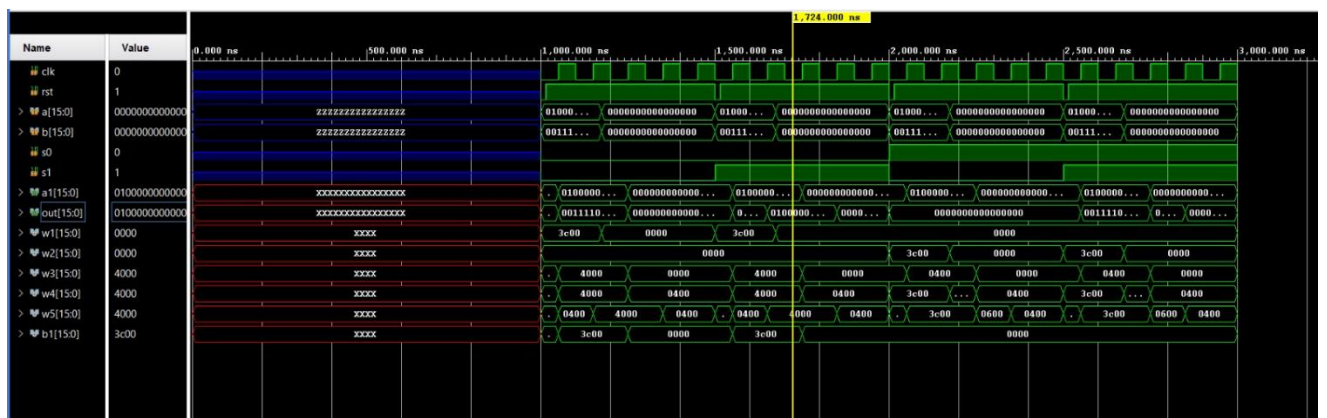 1,724.000 ns
Name Value 0.000 ns 500.000 ns 1,000.000 ns 1,500.000 ns 2,000.000 ns 2,500.000 ns 3,000.000 ns
clk 0
rst 1
a[15:0] 00000000000000 ZZZZZZZZZZZZZZZZ 01000... 0000000000000000 01000... 0000000000000000 01000... 0000000000000000 01000... 0000000000000000
b[15:0] 00000000000000 ZZZZZZZZZZZZZZZZ 00111... 0000000000000000 00111... 0000000000000000 00111... 0000000000000000 00111... 0000000000000000
s0 0
s1 1
a1[15:0] 0100000000000 XXXXXXXXXXXXXXXX . 0100000... 000000000000... 0100000... 000000000000... 0100000... 000000000000... 0100000... 0000000000...
out[15:0] 0100000000000 XXXXXXXXXXXXXXXX . 0011110... 000000000000... 0... 0100000... 0000... 0000000000000000 0011110... 0... 0000...
w1[15:0] 0000 XXXX 3c00 0000 3c00 0000
w2[15:0] 0000 XXXX 0000 3c00 0000 3c00 0000
w3[15:0] 4000 XXXX . 4000 0000 4000 0000 0400 0000 0400 0000
w4[15:0] 4000 XXXX . 4000 0400 4000 0400 3c00 ... 0400 3c00 ... 0400
w5[15:0] 4000 XXXX . 0400 4000 0400 . 0400 4000 0400 . 3c00 0600 0400 . 3c00 0600 0400
b1[15:0] 3c00 XXXX . 3c00 0000 3c00 0000